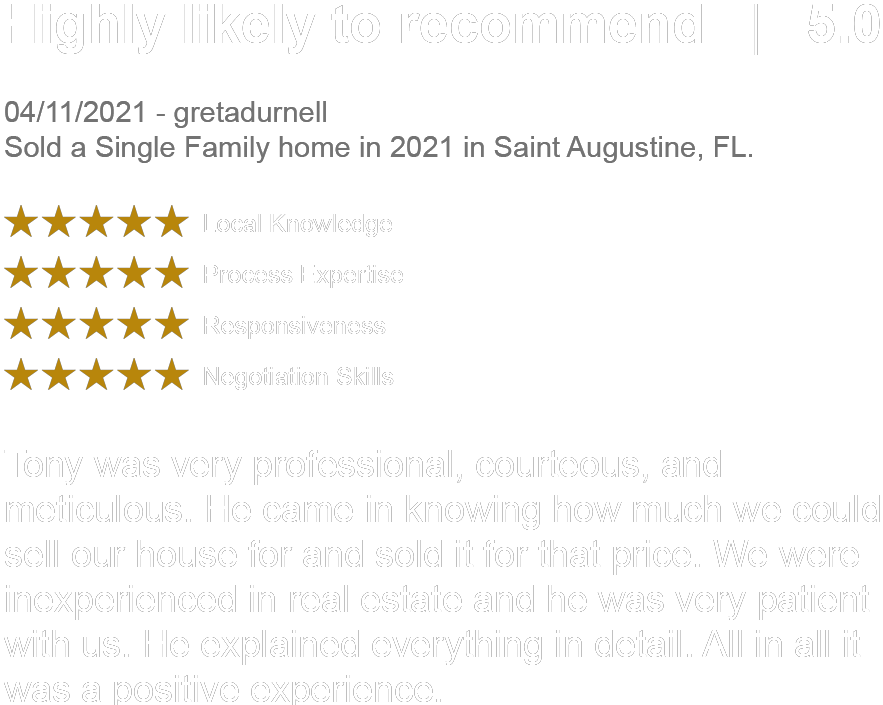 Highly likely to recommend | 5.0
04/11/2021 - gretadurnell
Sold a Single Family home in 2021 in Saint Augustine, FL.
Local Knowledge
Process Expertise
Responsiveness
Negotiation Skills
Tony was very professional, courteous, and
meticulous. He came in knowing how much we could
sell our house for and sold it for that price. We were
inexperienced in real estate and he was very patient
with us. He explained everything in detail. All in all it
was a positive experience.